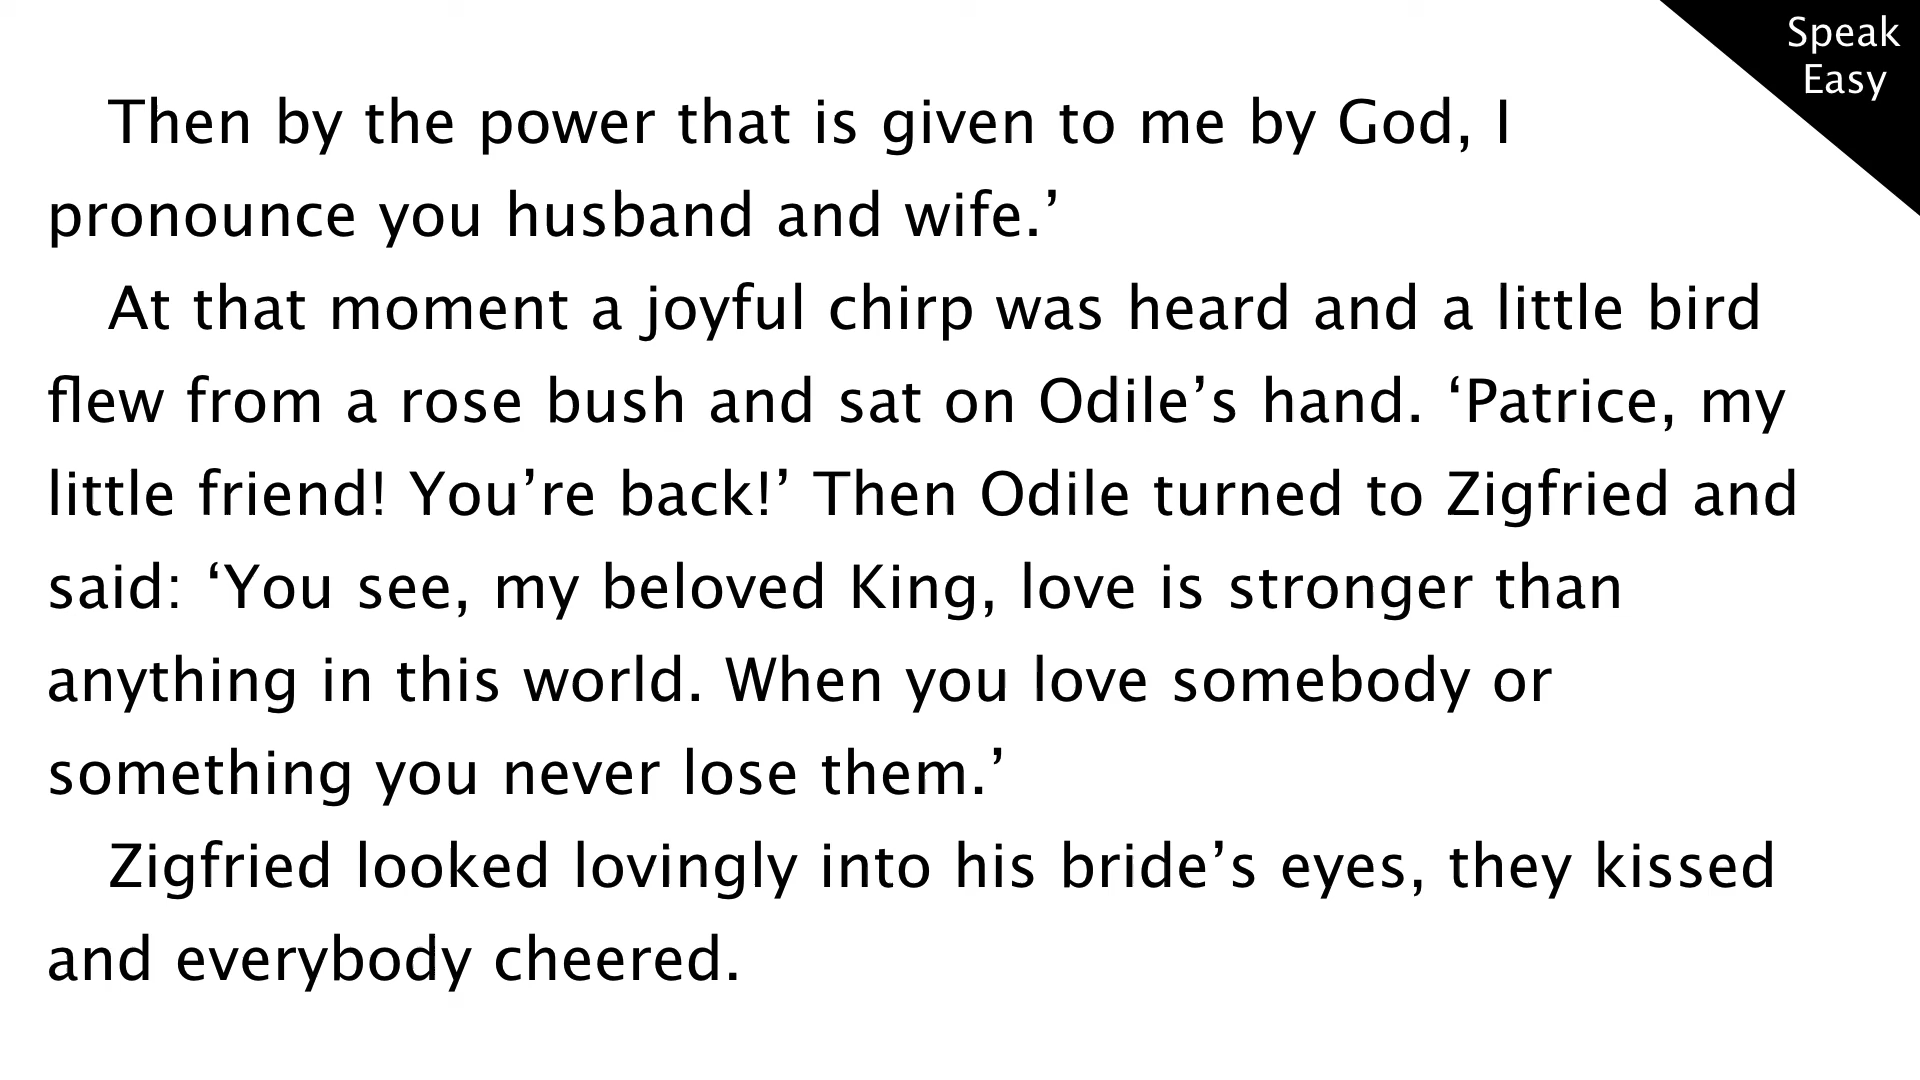 Speak
Easy
Then by the power that is given to me by God, I
pronounce you husband and wife.’
At that moment a joyful chirp was heard and a little bird
flew from a rose bush and sat on Odile’s hand. ‘Patrice, my
little friend! You’re back!’ Then Odile turned to Zigfried and
said: ‘You see, my beloved King, love is stronger than
anything in this world. When you love somebody or
something you never lose them.’
Zigfried looked lovingly into his bride’s eyes, they kissed
and everybody cheered.